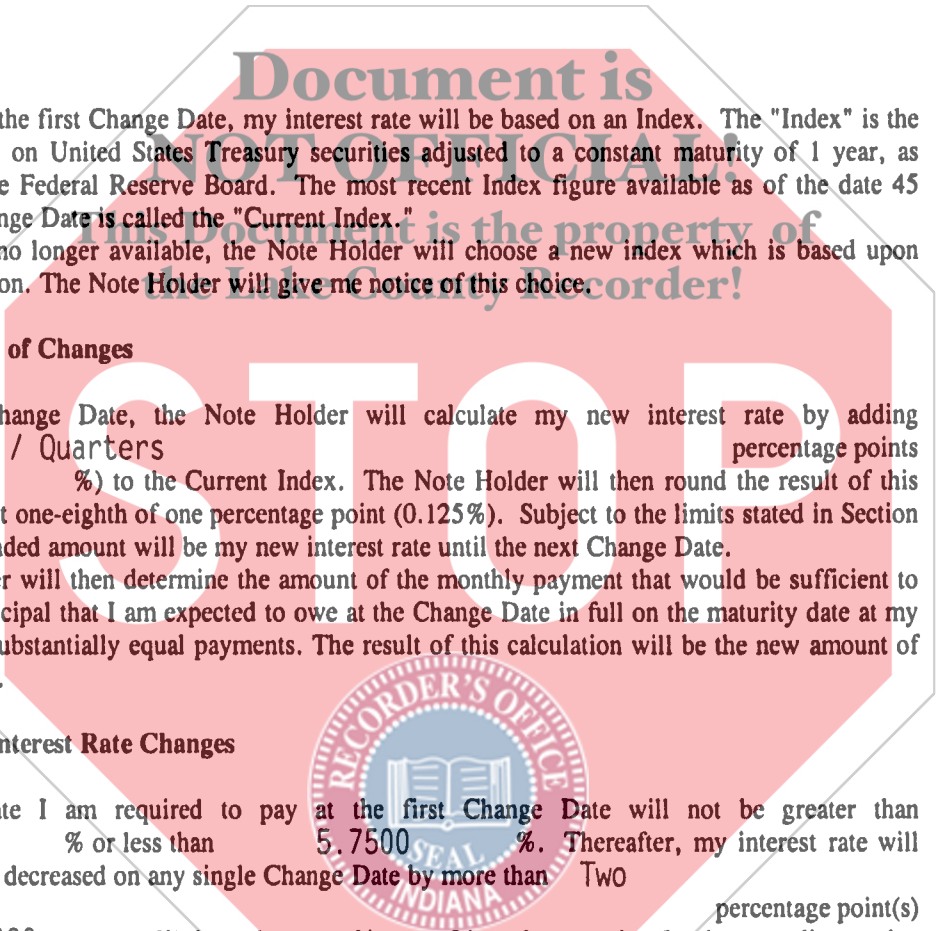 Document is
the first Change Date, my interest rate will be based on an Index. The "Index" is the
NOT OFFICIAL!
on United States Treasury securities adjusted to a constant maturity of 1 year, as
e Federal Reserve Board. The most recent Index figure available as of the date 45
nge Date is called the "Current Index."
This Document is the property of
no longer available, the Note Holder will choose a new index which is based upon
the Lake County Recorder!
on. The Note Holder will give me notice of this choice.
of Changes
hange Date, the Note Holder will calculate my new interest rate by adding
/ Quarters percentage points
%) to the Current Index. The Note Holder will then round the result of this
t one-eighth of one percentage point (0.125%). Subject to the limits stated in Section
ded amount will be my new interest rate until the next Change Date.
er will then determine the amount of the monthly payment that would be sufficient to
cipal that I am expected to owe at the Change Date in full on the maturity date at my
ubstantially equal payments. The result of this calculation will be the new amount of
STOP
nterest Rate Changes
ate I am required to pay at the first Change Date will not be greater than
% or less than 5.7500 %. Thereafter, my interest rate will
decreased on any single Change Date by more than Two
percentage point(s)
RECORDER'S OFFICE
SEAL
INDIANA